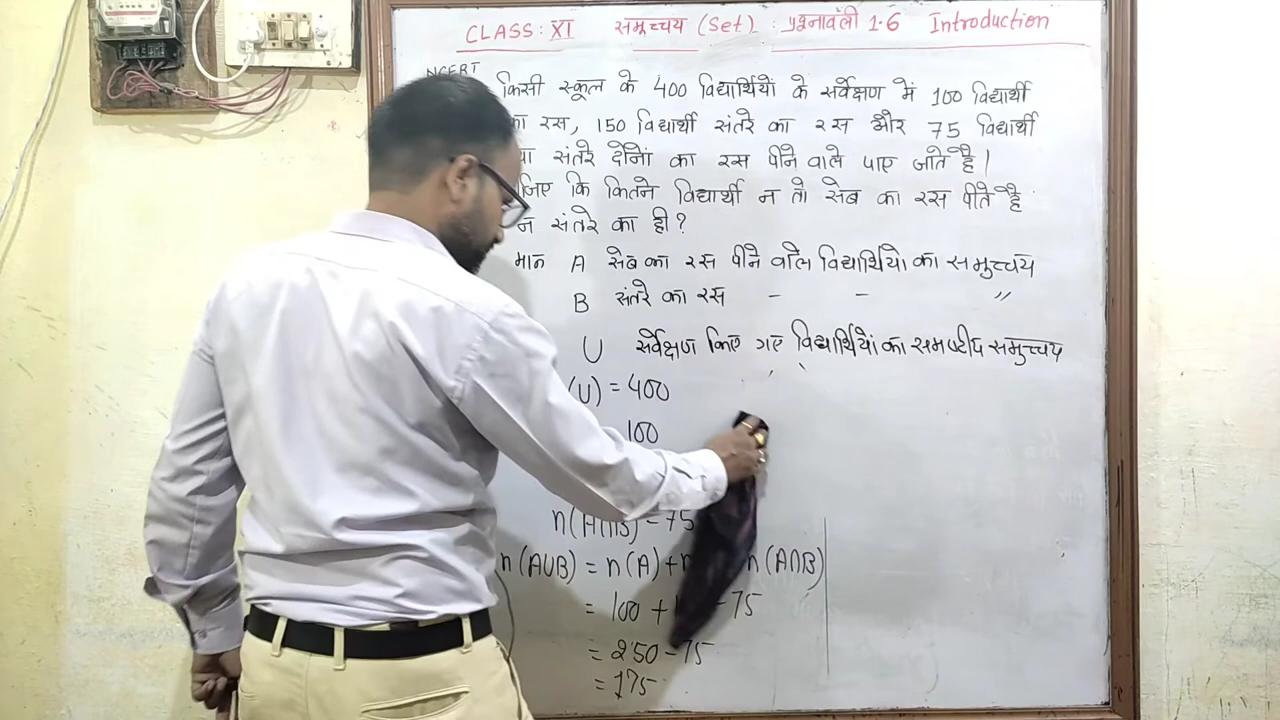 CLASS: XI समुच्चय (Set) : प्रश्नावली 1.6 Introduction
NCERT
किसी स्कूल के 400 विद्यार्थियों के सर्वेक्षण में 100 विद्यार्थी
का रस, 150 विद्यार्थी संतरे का रस और 75 विद्यार्थी
संतरे दोनों का रस पीने वाले पाए जाते है।
कि कितने विद्यार्थी न तो सेब का रस पीते है
न संतरे का ही?
मान A सेब का रस पीने वाले विद्यार्थियो का समुच्चय
B संतरे का रस - - "
U सर्वेक्षण किए गए विद्यार्थियों का समष्टीय समुच्चय
(U) = 400
100
n(A∩B) = 75
n(A∪B) = n(A) + n(A∩B)
= 100 + - 75
= 250 - 75
= 175